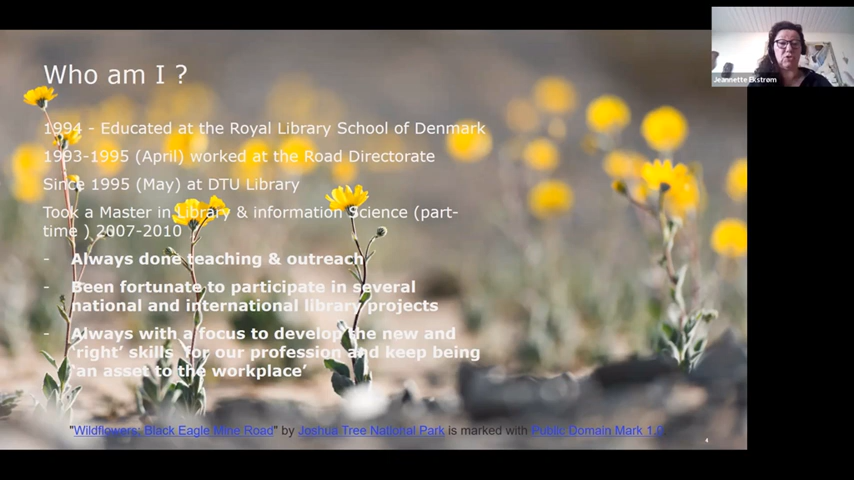 Who am I ?
Jeannette Ekstrøm
1994 - Educated at the Royal Library School of Denmark
1993-1995 (April) worked at the Road Directorate
Since 1995 (May) at DTU Library
Took a Master in Library & information Science (part-
time ) 2007-2010
- Always done teaching & outreach
- Been fortunate to participate in several
national and international library projects
- Always with a focus to develop the new and
'right' skills for our profession and keep being
'an asset to the workplace'
"Wildflowers: Black Eagle Mine Road" by Joshua Tree National Park is marked with Public Domain Mark 1.0.
4